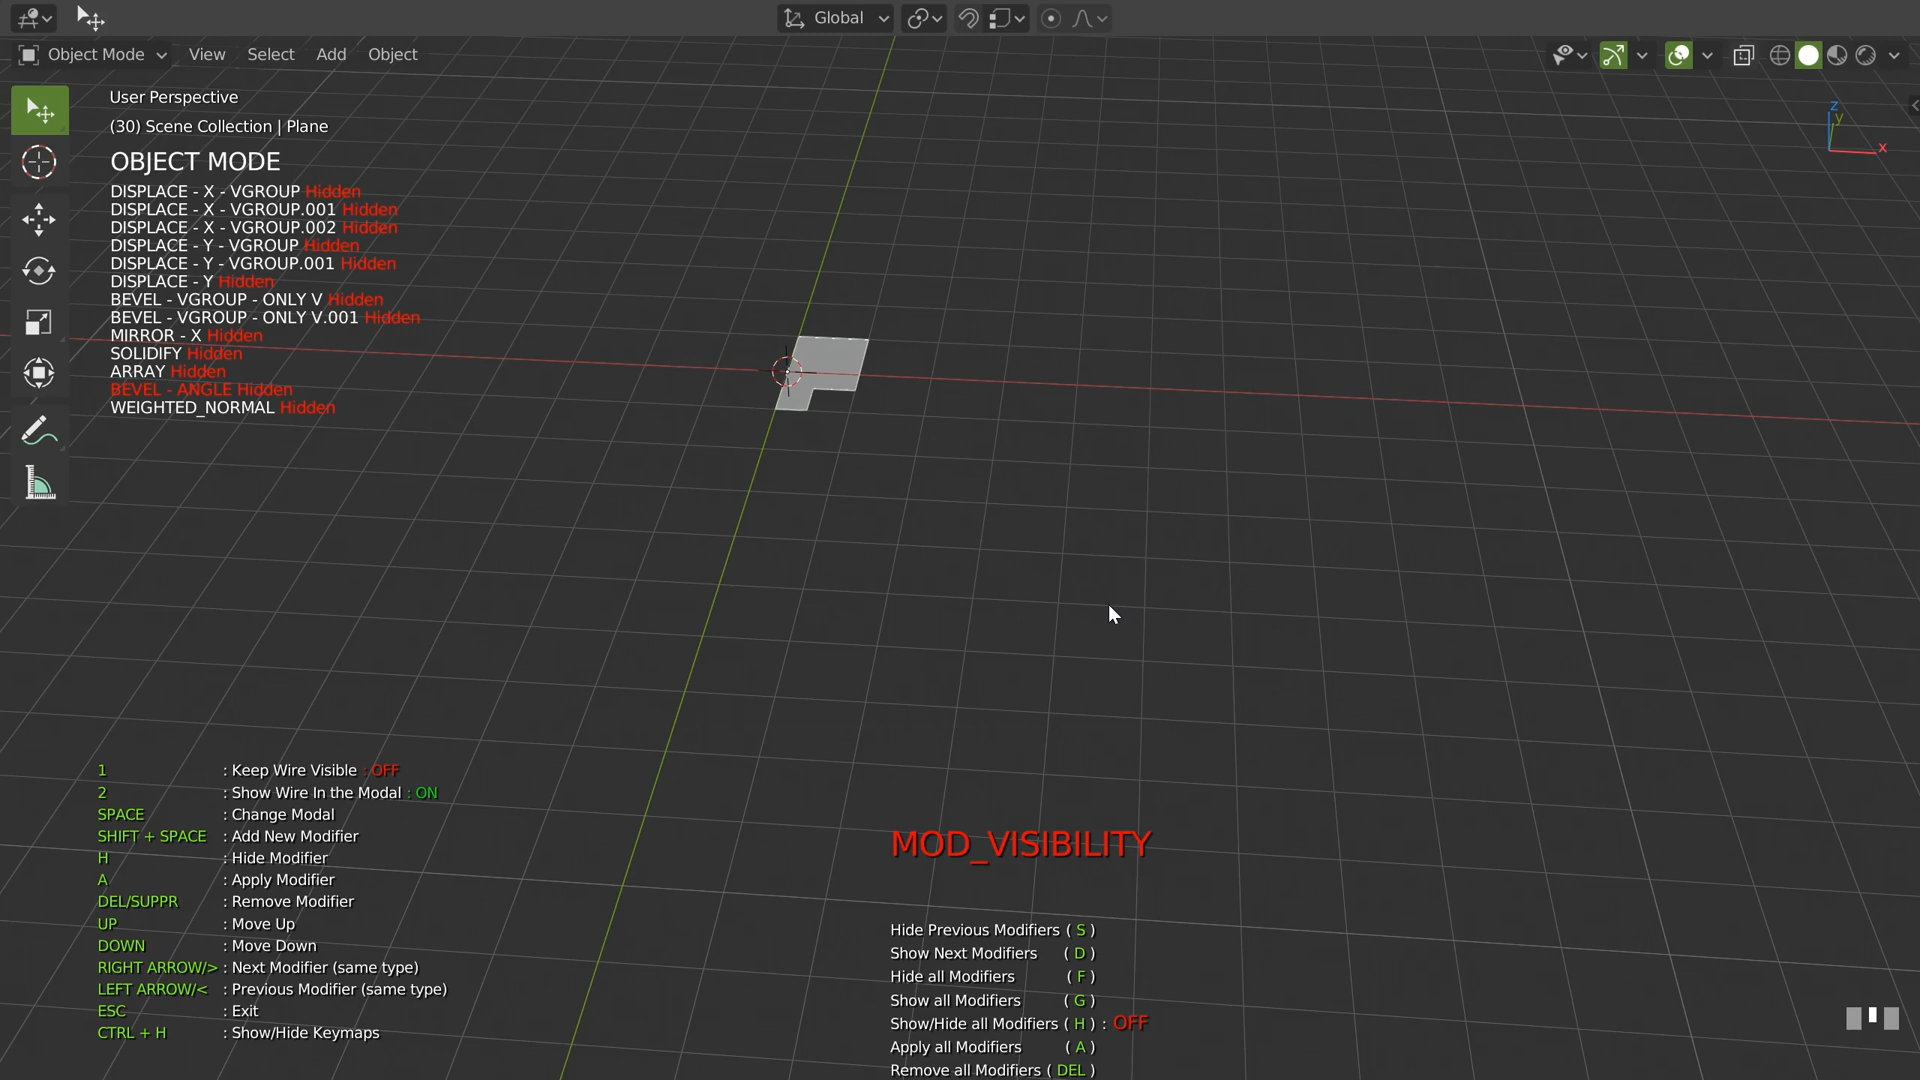 Global
Object Mode View Select Add Object
User Perspective
(30) Scene Collection | Plane
OBJECT MODE
DISPLACE - X - VGROUP Hidden
DISPLACE - X - VGROUP.001 Hidden
DISPLACE - X - VGROUP.002 Hidden
DISPLACE - Y - VGROUP Hidden
DISPLACE - Y - VGROUP.001 Hidden
DISPLACE - Y Hidden
BEVEL - VGROUP - ONLY V Hidden
BEVEL - VGROUP - ONLY V.001 Hidden
MIRROR - X Hidden
SOLIDIFY Hidden
ARRAY Hidden
BEVEL - ANGLE Hidden
WEIGHTED_NORMAL Hidden
z
y
x
1 : Keep Wire Visible : OFF
2 : Show Wire In the Modal : ON
SPACE : Change Modal
SHIFT + SPACE : Add New Modifier
H : Hide Modifier
A : Apply Modifier
DEL/SUPPR : Remove Modifier
UP : Move Up
DOWN : Move Down
RIGHT ARROW/> : Next Modifier (same type)
LEFT ARROW/< : Previous Modifier (same type)
ESC : Exit
CTRL + H : Show/Hide Keymaps
MOD_VISIBILITY
Hide Previous Modifiers ( S )
Show Next Modifiers ( D )
Hide all Modifiers ( F )
Show all Modifiers ( G )
Show/Hide all Modifiers ( H ) : OFF
Apply all Modifiers ( A )
Remove all Modifiers ( DEL )